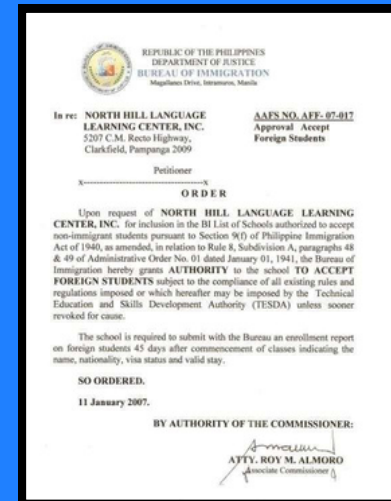 REPUBLIC OF THE PHILIPPINES
DEPARTMENT OF JUSTICE
BUREAU OF IMMIGRATION
Magallanes Drive, Intramuros, Manila
In re: NORTH HILL LANGUAGE
LEARNING CENTER, INC.
5207 C.M. Recto Highway,
Clarkfield, Pampanga 2009
Petitioner
x------------------------------------x
AAFS NO. AFF- 07-017
Approval Accept
Foreign Students
ORDER
Upon request of NORTH HILL LANGUAGE LEARNING
CENTER, INC. for inclusion in the BI List of Schools authorized to accept
non-immigrant students pursuant to Section 9(f) of Philippine Immigration
Act of 1940, as amended, in relation to Rule 8, Subdivision A, paragraphs 48
& 49 of Administrative Order No. 01 dated January 01, 1941, the Bureau of
Immigration hereby grants AUTHORITY to the school TO ACCEPT
FOREIGN STUDENTS subject to the compliance of all existing rules and
regulations imposed or which hereafter may be imposed by the Technical
Education and Skills Development Authority (TESDA) unless sooner
revoked for cause.
The school is required to submit with the Bureau an enrollment report
on foreign students 45 days after commencement of classes indicating the
name, nationality, visa status and valid stay.
SO ORDERED.
11 January 2007.
BY AUTHORITY OF THE COMMISSIONER:
ATTY. ROY M. ALMORO
Associate Commissioner